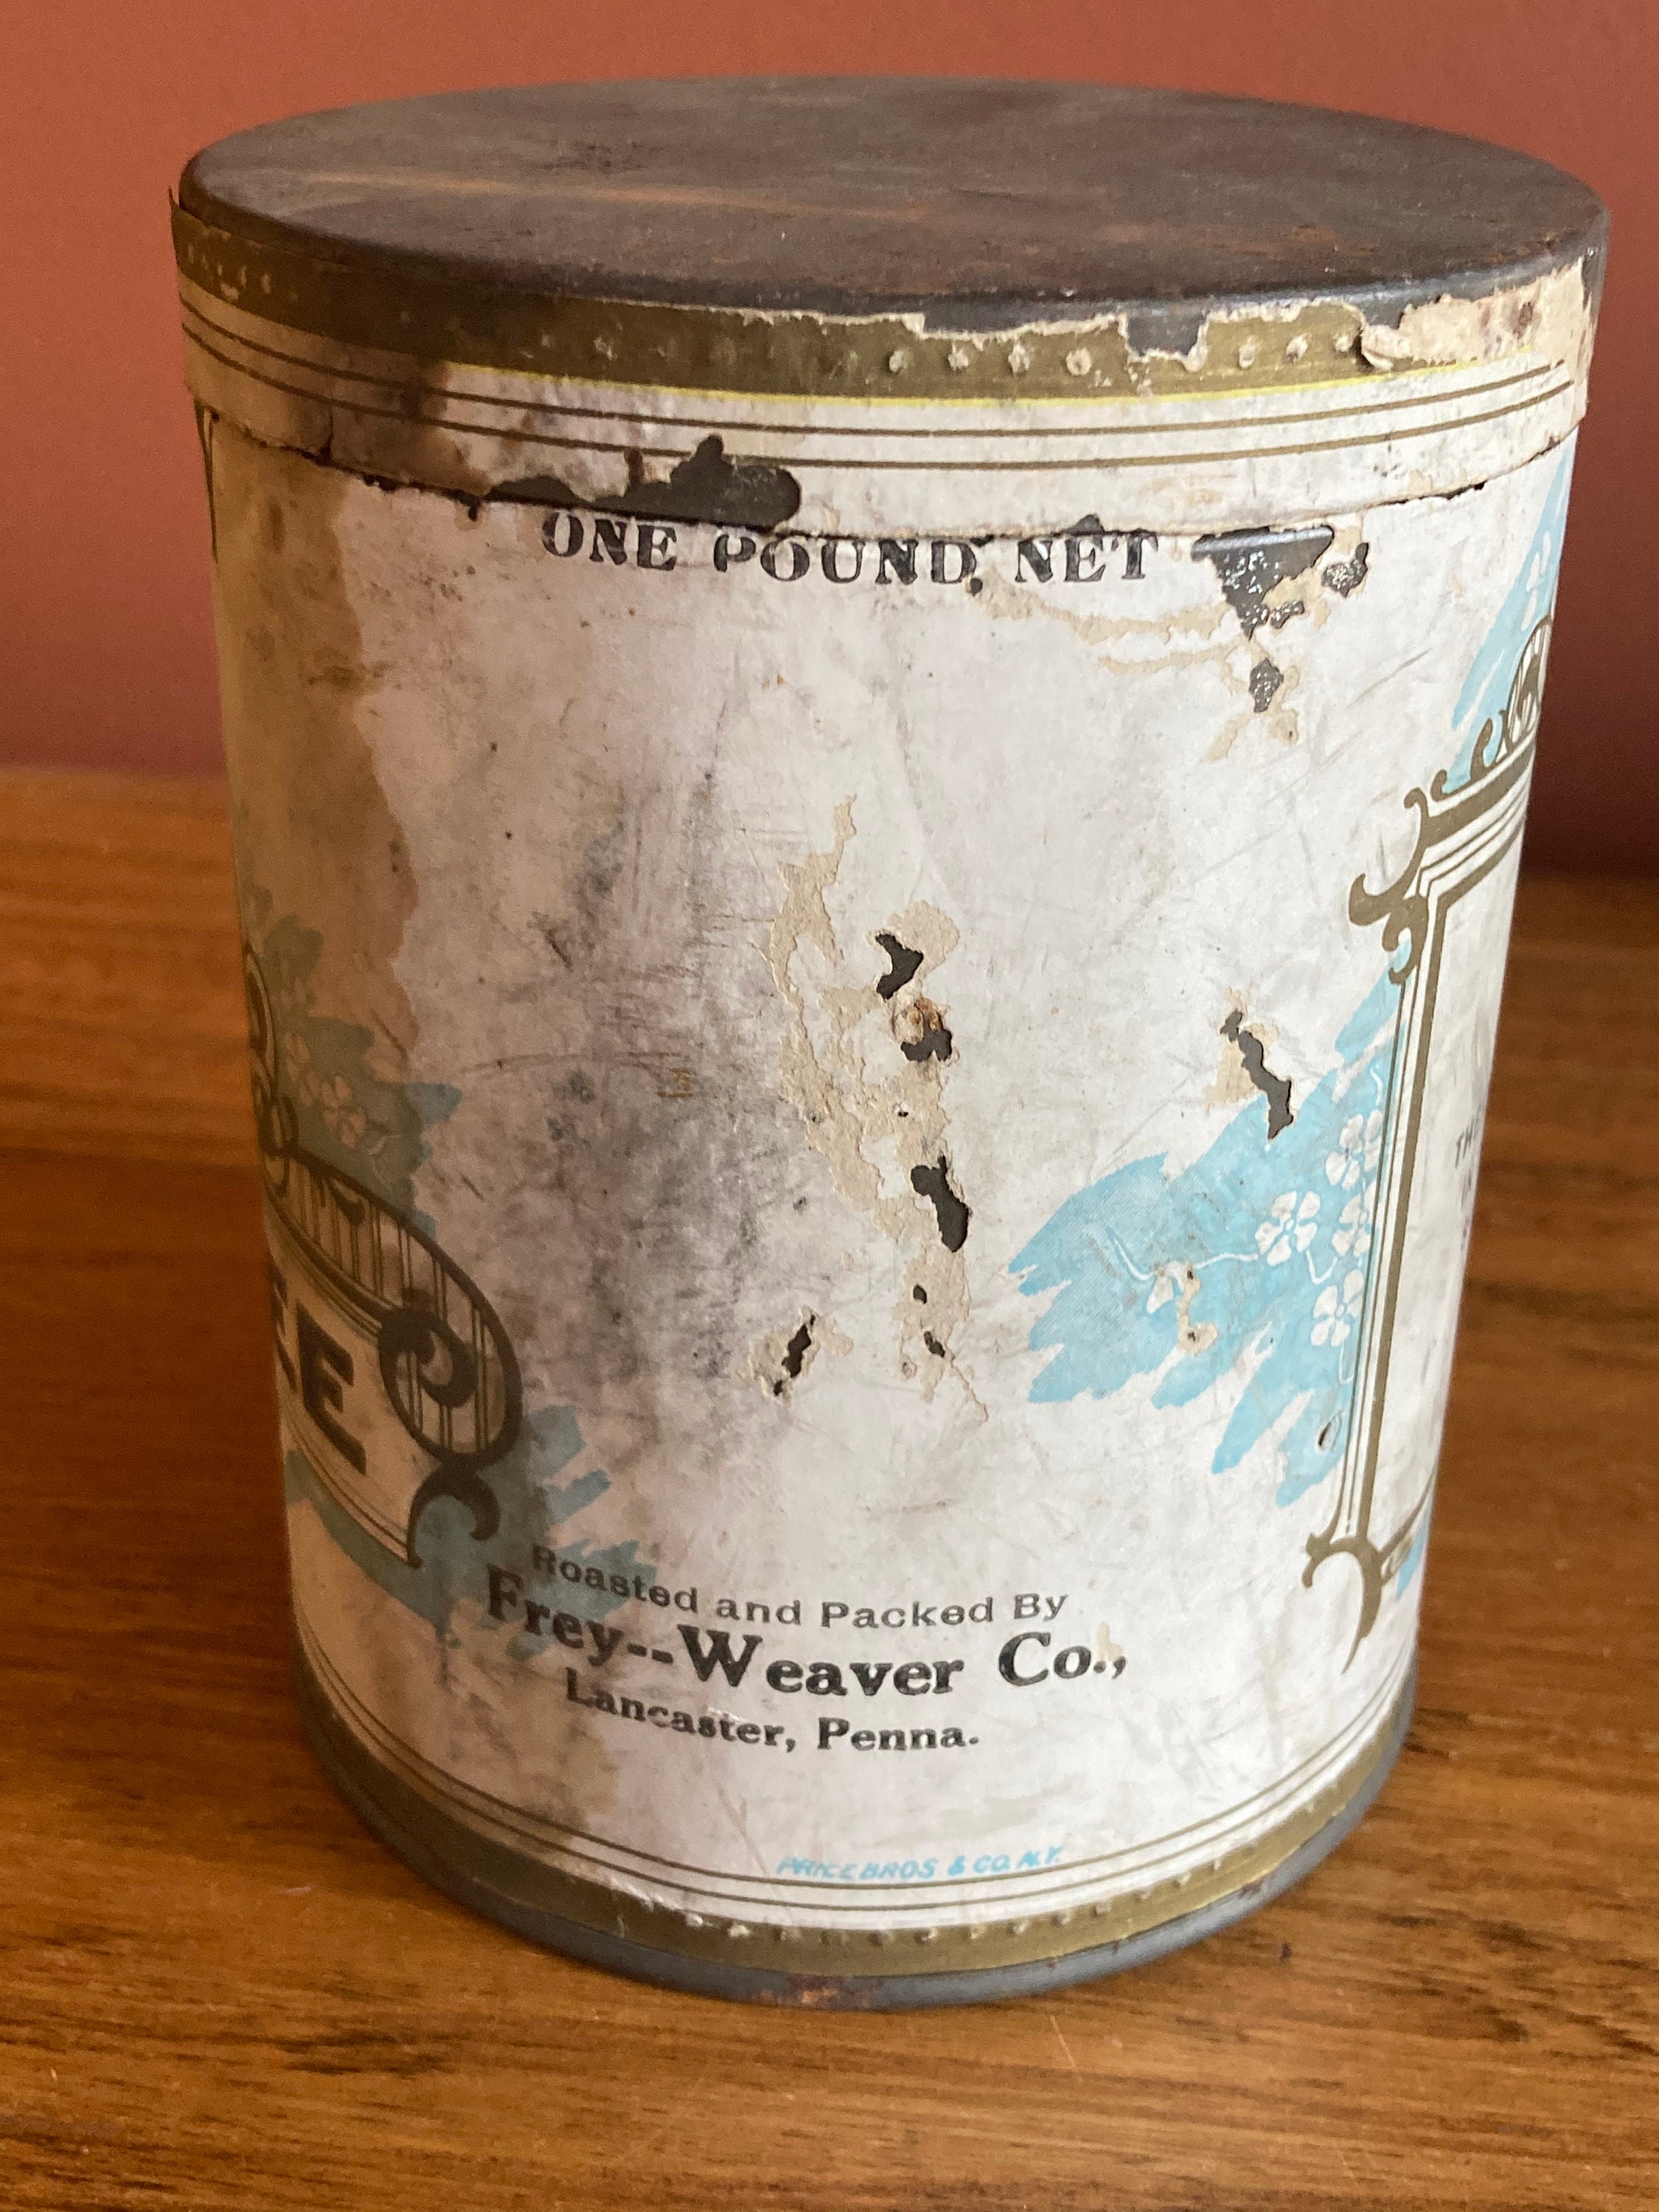 ONE POUND NET
EE
Roasted and Packed By
Frey--Weaver Co.,
Lancaster, Penna.
PRICE BROS & CO. N.Y.